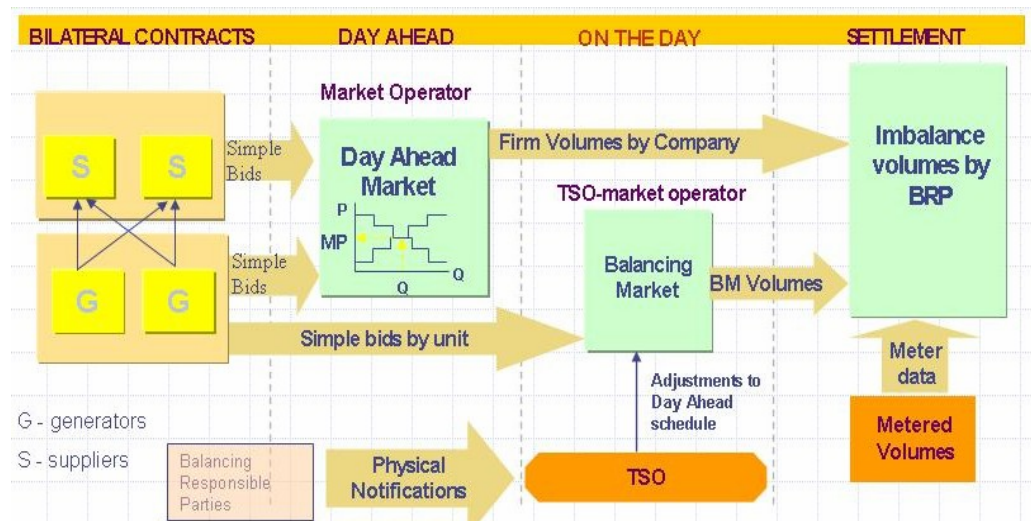 BILATERAL CONTRACTS
DAY AHEAD
ON THE DAY
SETTLEMENT
Market Operator
S
S
Simple
Bids
Day Ahead
Market
P
MP
Q
Q
Firm Volumes by Company
Imbalance
volumes by
BRP
TSO-market operator
G
G
Simple
Bids
Balancing
Market
BM Volumes
Simple bids by unit
Meter
data
Adjustments to
Day Ahead
schedule
G - generators
S - suppliers
Balancing
Responsible
Parties
Physical
Notifications
TSO
Metered
Volumes